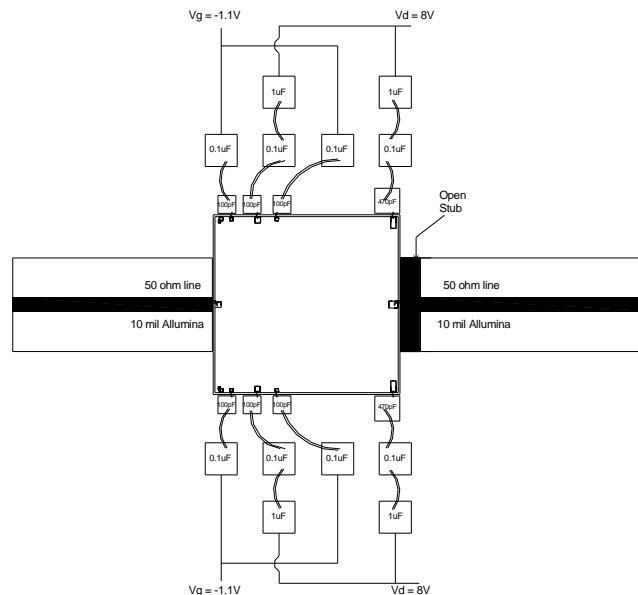 Vg = -1.1V Vd = 8V
1uF 1uF
0.1uF 0.1uF 0.1uF 0.1uF
100pF 100pF 100pF 470pF
Open
Stub
50 ohm line 50 ohm line
10 mil Allumina 10 mil Allumina
100pF 100pF 100pF 470pF
0.1uF 0.1uF 0.1uF 0.1uF
1uF 1uF
Vg = -1.1V Vd = 8V